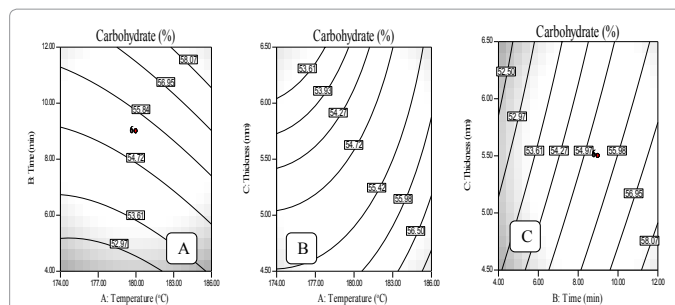 Carbohydrate (%)
12.00
10.00
8.00
6.00
4.00
B: Time (min)
174.00 177.00 180.00 183.00 186.00
A: Temperature (°C)
58.07
56.95
55.84
6
54.72
53.61
52.97
A
Carbohydrate (%)
6.50
6.00
5.50
5.00
4.50
C: Thickness (mm)
174.00 177.00 180.00 183.00 186.00
A: Temperature (°C)
53.61
53.93
54.27
54.72
55.42
55.98
56.50
B
Carbohydrate (%)
6.50
6.00
5.50
5.00
4.50
C: Thickness (mm)
4.00 6.00 8.00 10.00 12.00
B: Time (min)
52.50
52.97
53.61 54.27 54.97 6 55.98
56.95
58.07
C